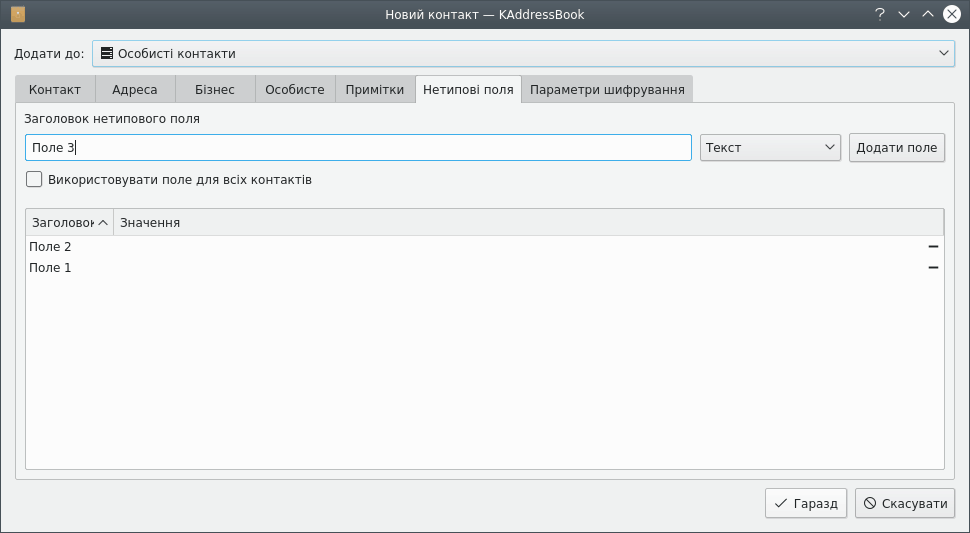 Новий контакт — KAddressBook
Додати до: Особисті контакти
Контакт Адреса Бізнес Особисте Примітки Нетипові поля Параметри шифрування
Заголовок нетипового поля
Поле 3 Текст Додати поле
Використовувати поле для всіх контактів
Заголовок Значення
Поле 2
Поле 1
Гаразд Скасувати